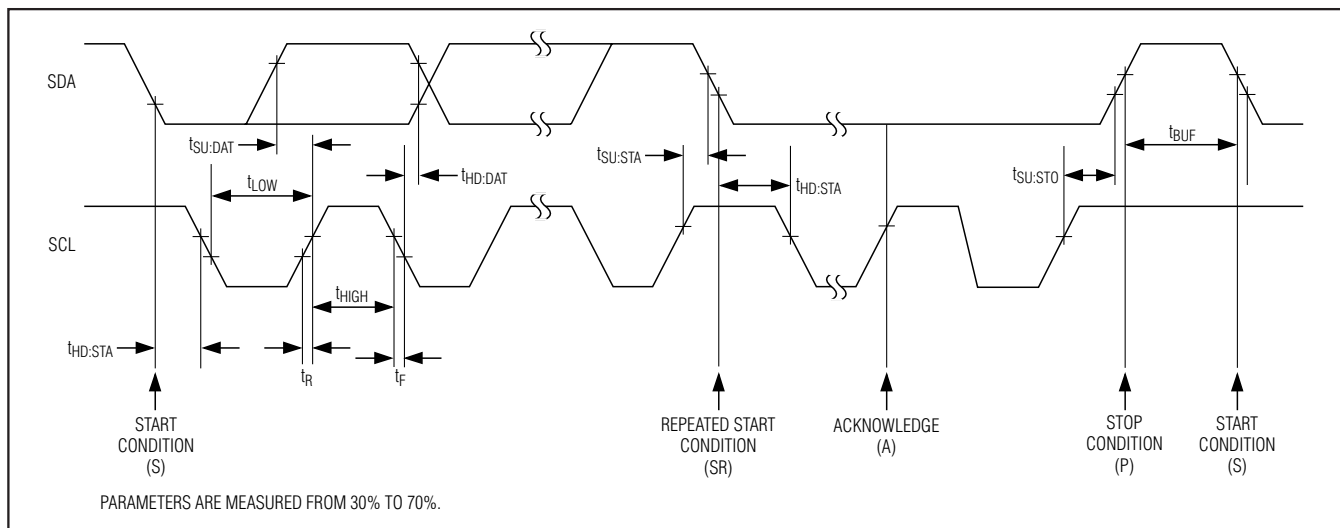 SDA
tSU:DAT
tLOW
tHD:DAT
tSU:STA
tHD:STA
tSU:STO
tBUF
SCL
tHIGH
tHD:STA
tR
tF
START
CONDITION
(S)
REPEATED START
CONDITION
(SR)
ACKNOWLEDGE
(A)
STOP
CONDITION
(P)
START
CONDITION
(S)
PARAMETERS ARE MEASURED FROM 30% TO 70%.